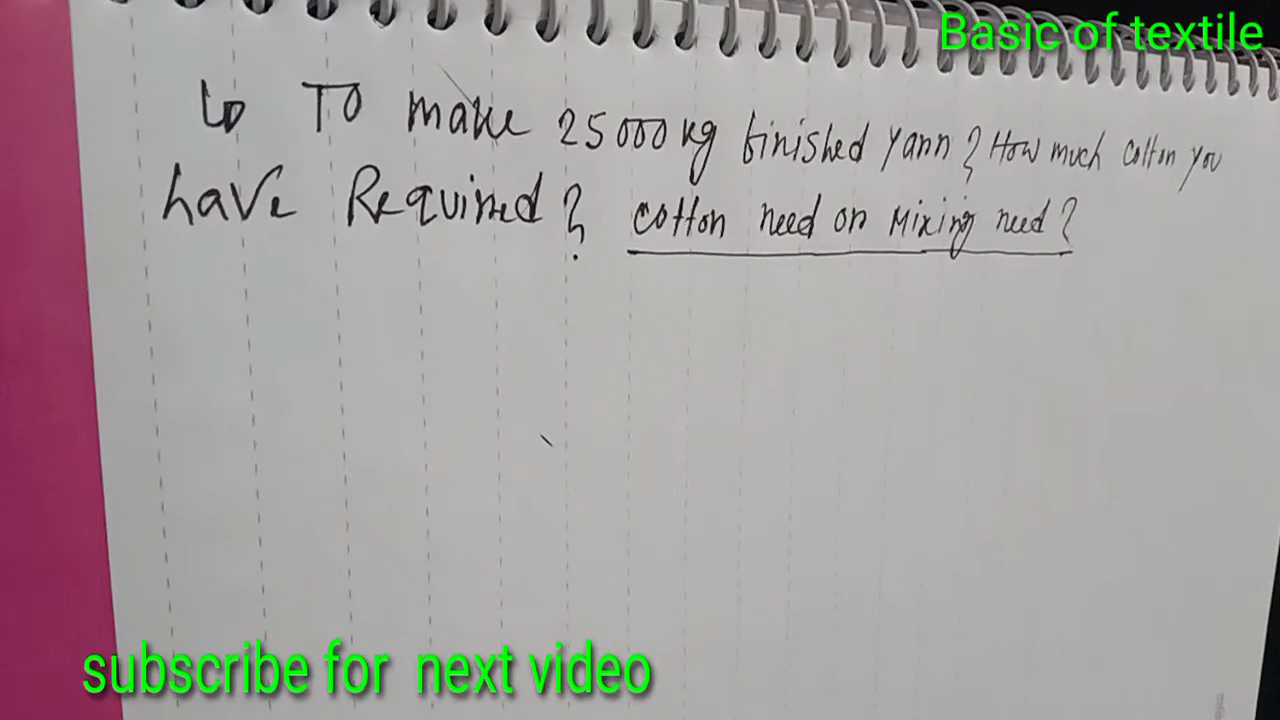 Basic of textile
To make 25000 kg finished yarn? How much cotton you
have Required? cotton need or Mixing need?
subscribe for next video